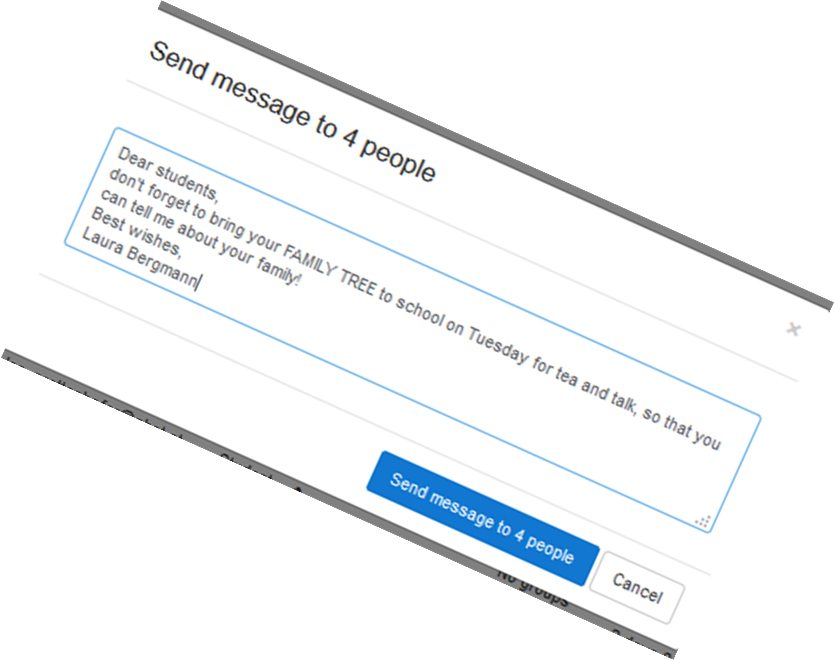 Send message to 4 people
×
Dear students,
don't forget to bring your FAMILY TREE to school on Tuesday for tea and talk, so that you
can tell me about your family!
Best wishes,
Laura Bergmann
Send message to 4 people
Cancel
No groups